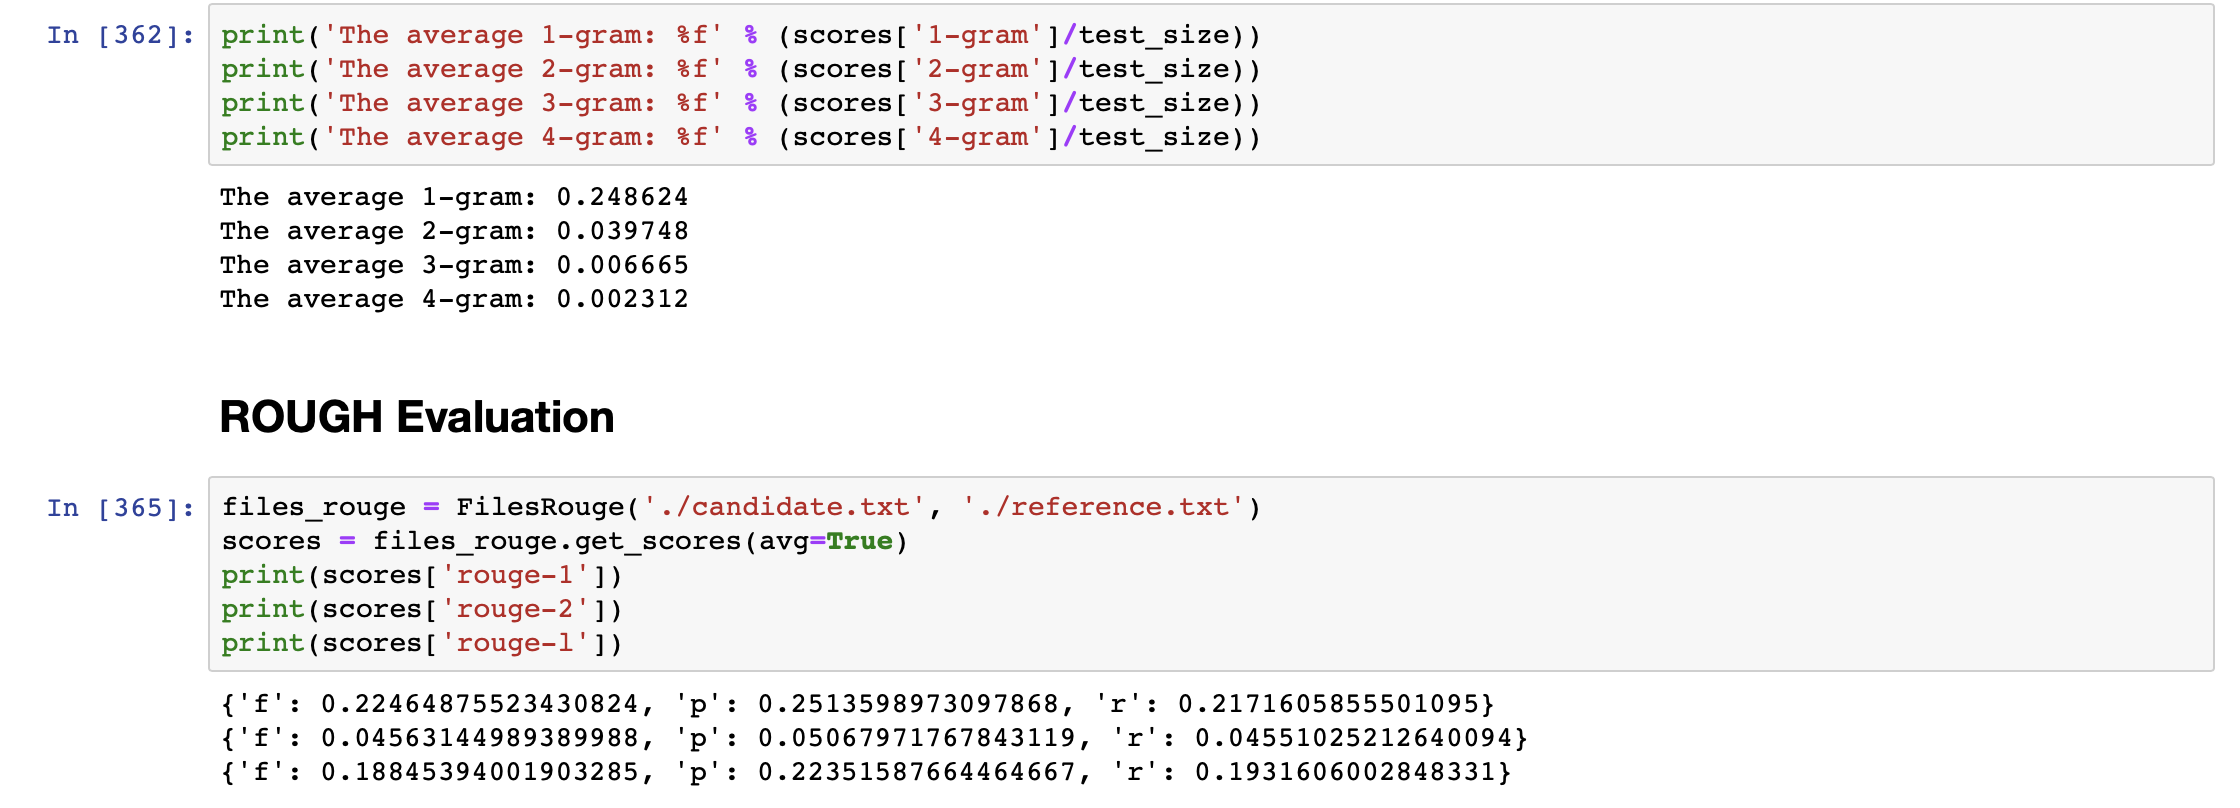 In [362]: print('The average 1-gram: %f' % (scores['1-gram']/test_size))
print('The average 2-gram: %f' % (scores['2-gram']/test_size))
print('The average 3-gram: %f' % (scores['3-gram']/test_size))
print('The average 4-gram: %f' % (scores['4-gram']/test_size))
The average 1-gram: 0.248624
The average 2-gram: 0.039748
The average 3-gram: 0.006665
The average 4-gram: 0.002312
ROUGH Evaluation
In [365]: files_rouge = FilesRouge('./candidate.txt', './reference.txt')
scores = files_rouge.get_scores(avg=True)
print(scores['rouge-1'])
print(scores['rouge-2'])
print(scores['rouge-l'])
{'f': 0.22464875523430824, 'p': 0.2513598973097868, 'r': 0.2171605855501095}
{'f': 0.04563144989389988, 'p': 0.05067971767843119, 'r': 0.04551025212640094}
{'f': 0.18845394001903285, 'p': 0.22351587664464667, 'r': 0.1931606002848331}